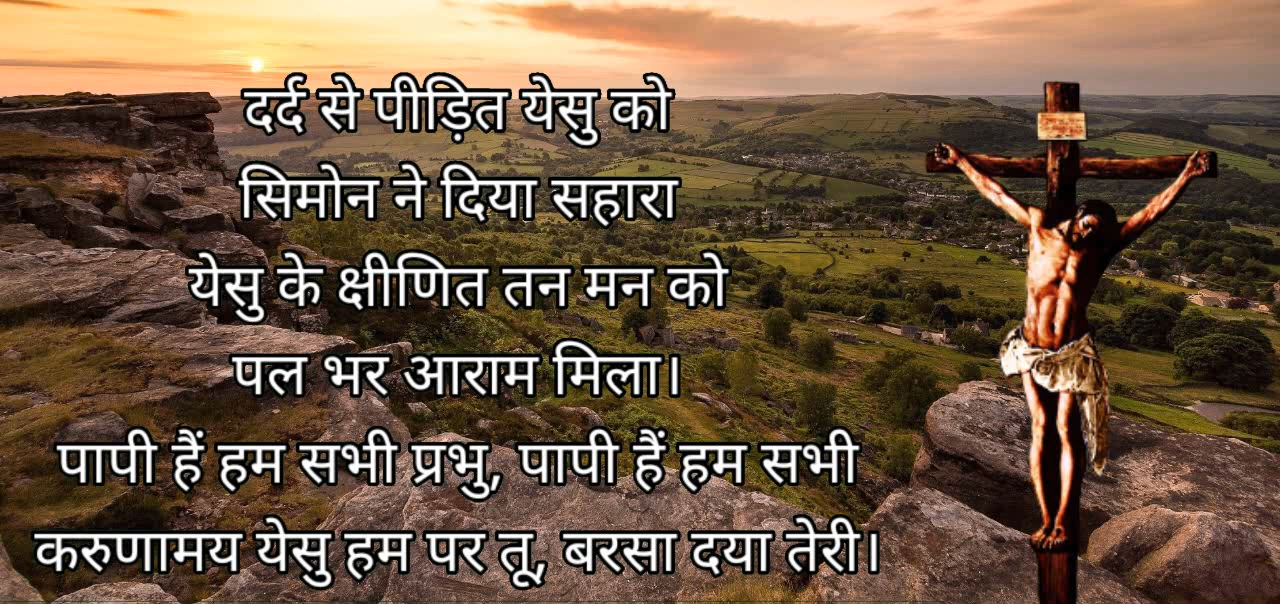 दर्द से पीड़ित येसु को
सिमोन ने दिया सहारा
येसु के क्षीणित तन मन को
पल भर आराम मिला।
पापी हैं हम सभी प्रभु, पापी हैं हम सभी
करुणामय येसु हम पर तू, बरसा दया तेरी।